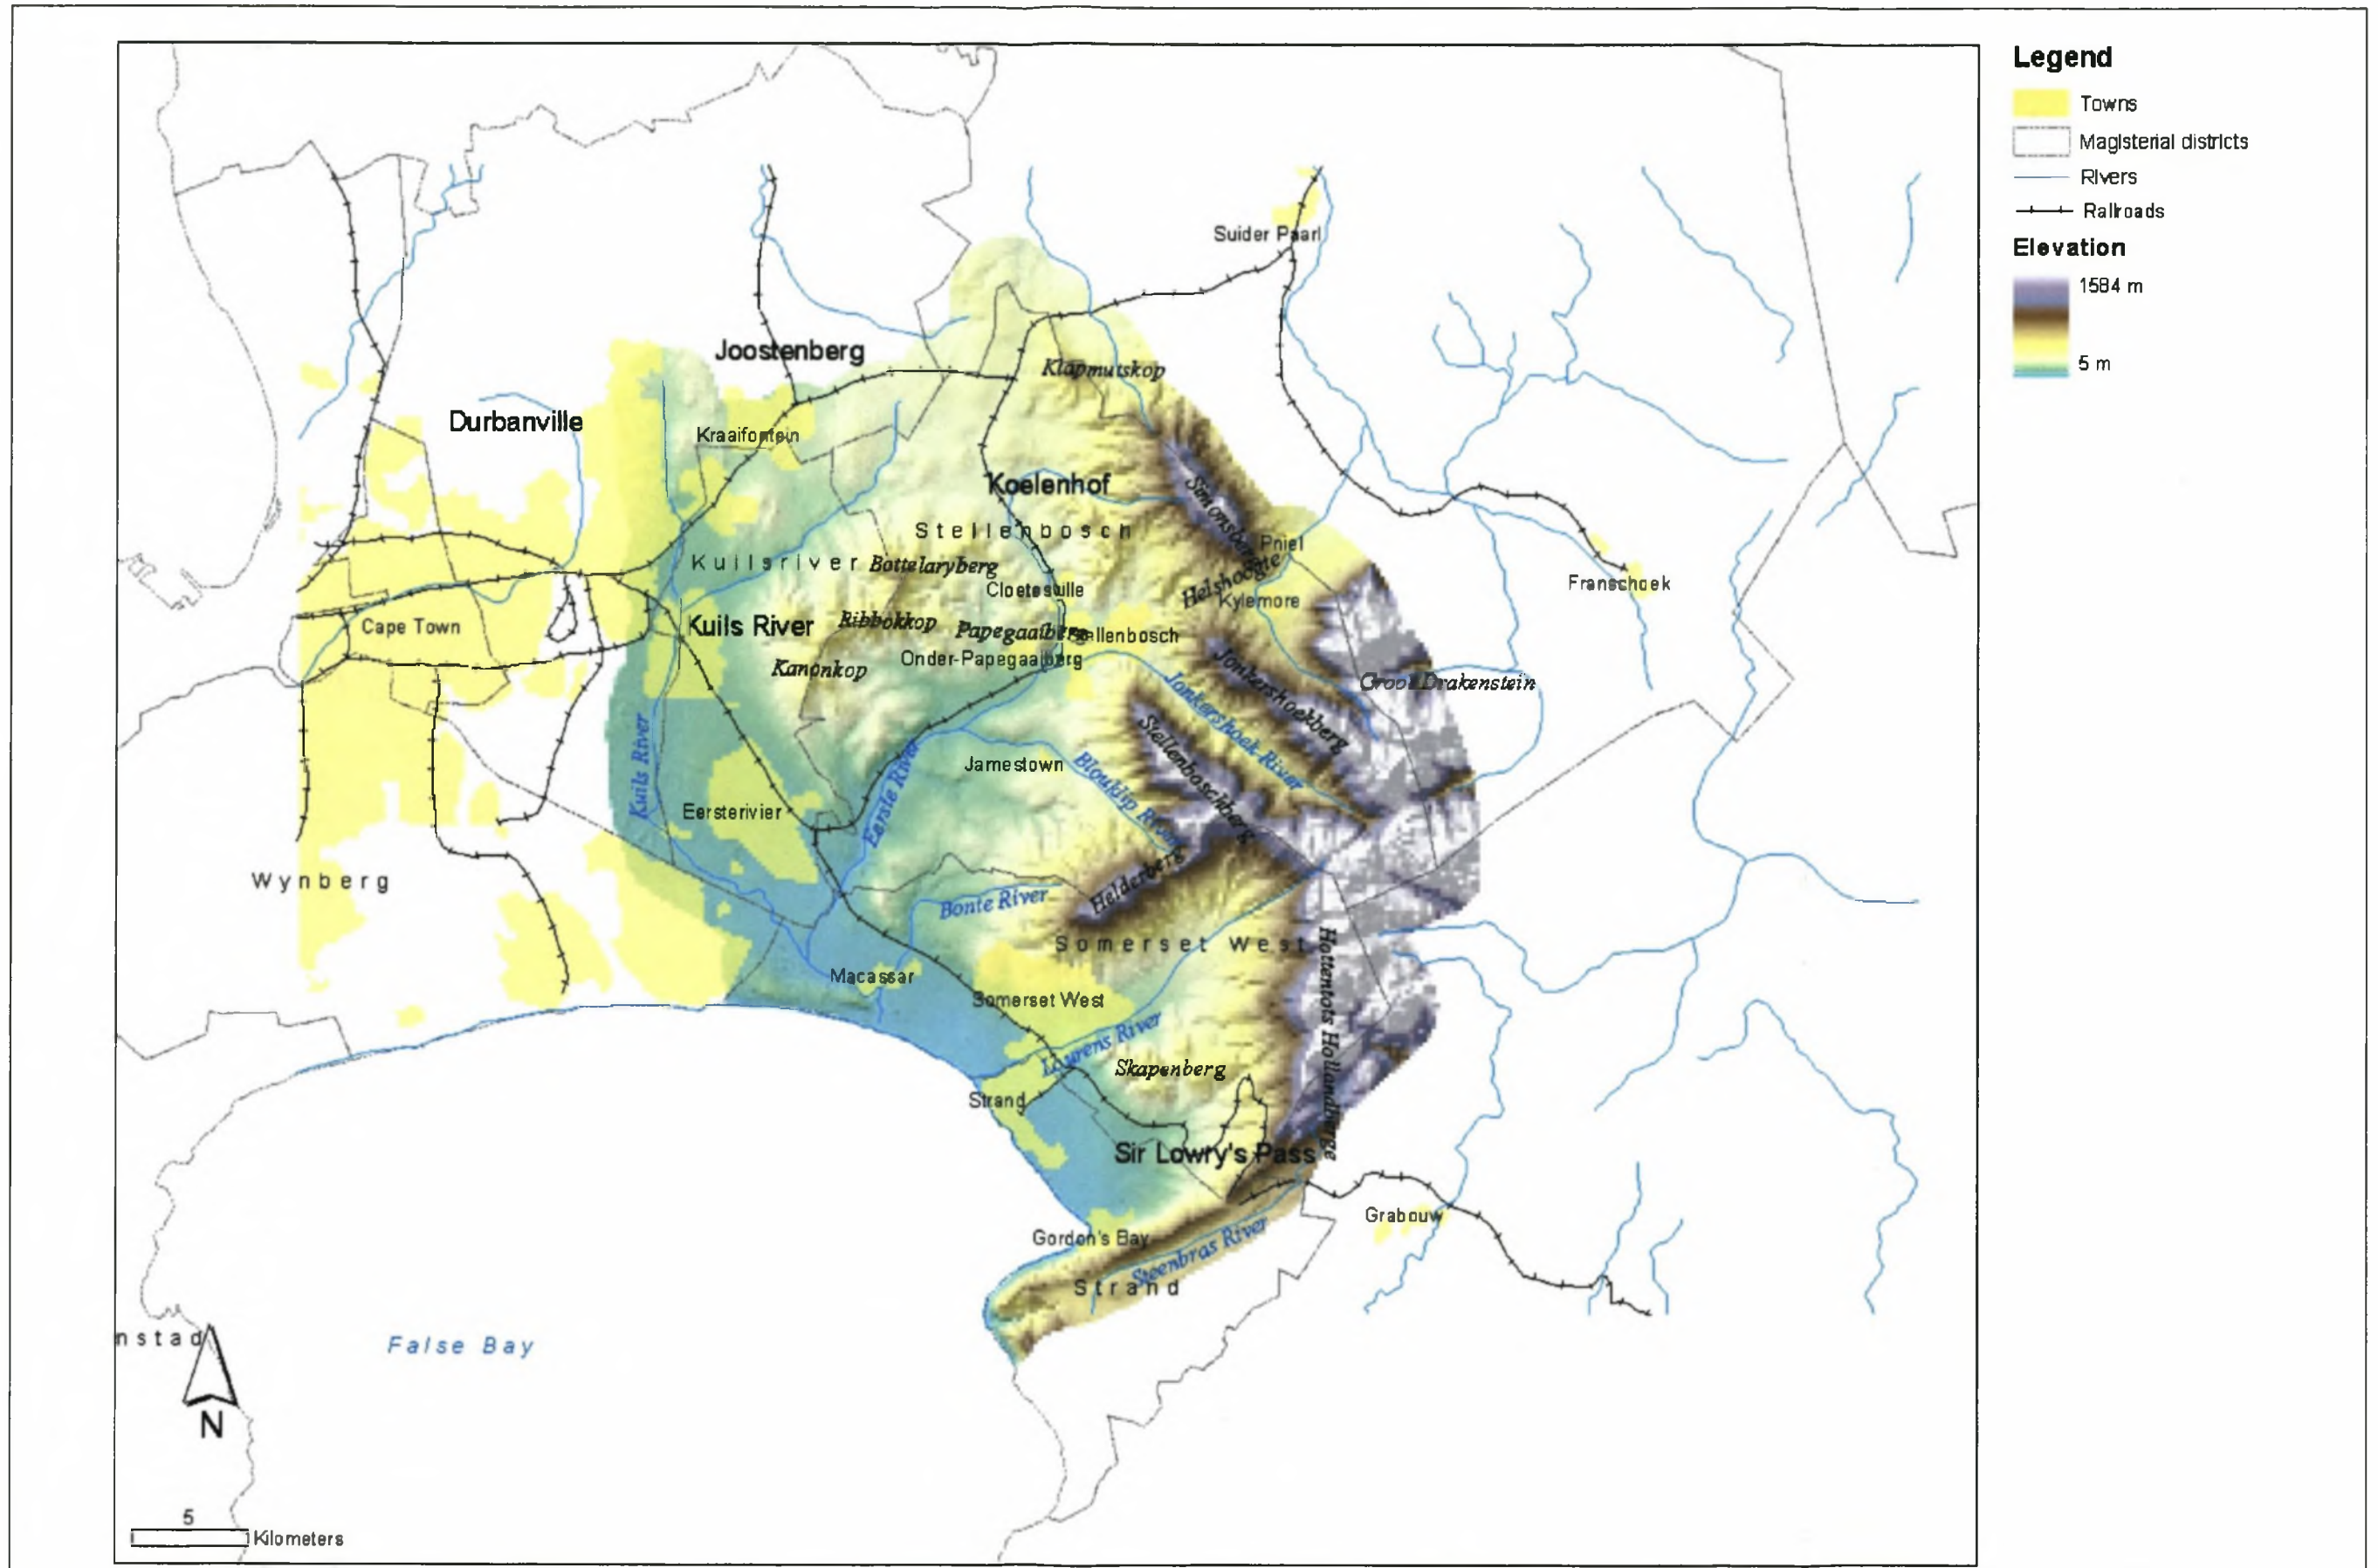 Legend
Towns
Magisterial districts
Rivers
Railroads
Elevation
1584 m
5 m
Suider Paarl
Joostenberg
Klapmutskop
Durbanville
Kraaifontein
Koelenhof
Simonsberg
Stellenbosch
Pniel
Kuilsriver
Bottelaryberg
Helshoogte
Franschoek
Cloetesville
Kylemore
Cape Town
Kuils River
Ribbokkop
Papegaaiberg
Stellenbosch
Onder-Papegaaiberg
Kanonkop
Jonkershoekberg
Groot Drakenstein
Jonkershoek River
Kuils River
Stellenboschberg
Jamestown
Blouklip River
Eersterivier
Eerste River
Wynberg
Helderberg
Bonte River
Somerset West
Hottentots Hollandberge
Macassar
Somerset West
Lourens River
Skapenberg
Strand
Sir Lowry's Pass
Grabouw
Gordon's Bay
Steenbras River
Strand
nstad
False Bay
N
5
Kilometers